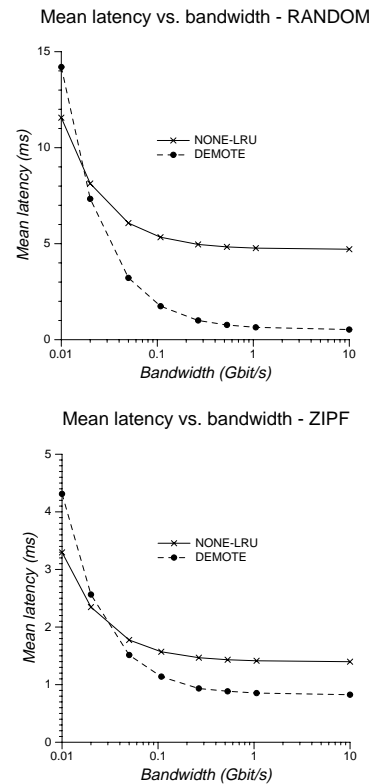 Mean latency vs. bandwidth - RANDOM
15
10
5
0
Mean latency (ms)
NONE-LRU
DEMOTE
0.01 0.1 1 10
Bandwidth (Gbit/s)
Mean latency vs. bandwidth - ZIPF
5
4
3
2
1
0
Mean latency (ms)
NONE-LRU
DEMOTE
0.01 0.1 1 10
Bandwidth (Gbit/s)